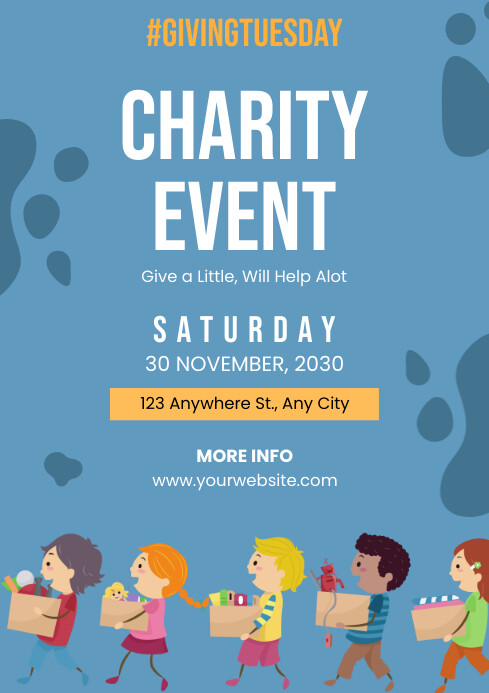 #GIVINGTUESDAY
CHARITY
EVENT
Give a Little, Will Help Alot
SATURDAY
30 NOVEMBER, 2030
123 Anywhere St., Any City
MORE INFO
www.yourwebsite.com